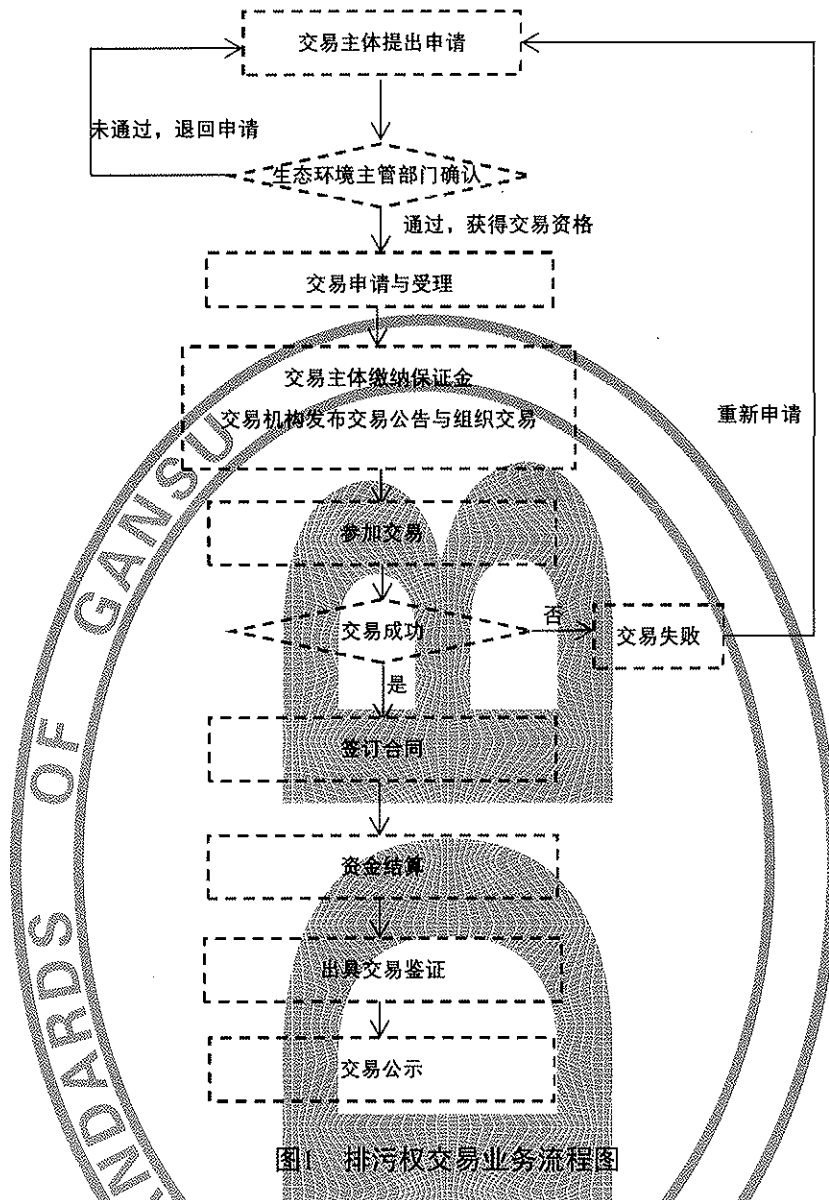 交易主体提出申请
未通过，退回申请
生态环境主管部门确认
通过，获得交易资格
交易申请与受理
交易主体缴纳保证金
交易机构发布交易公告与组织交易
重新申请
参加交易
交易成功
否
交易失败
是
签订合同
资金结算
出具交易鉴证
交易公示
图1 排污权交易业务流程图
NDARDS OF GANSU
DB